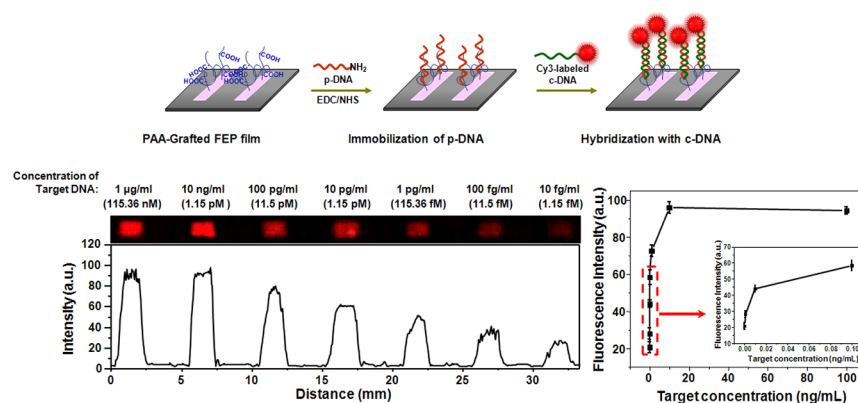 HOOC
COOH
COOH
HOOC
COOH
COOH
HOOC
HOOC
NH2
p-DNA
EDC/NHS
Cy3-labeled
c-DNA
PAA-Grafted FEP film
Immobilization of p-DNA
Hybridization with c-DNA
Concentration of
Target DNA:
1 µg/ml
(115.36 nM)
10 ng/ml
(1.15 pM)
100 pg/ml
(11.5 pM)
10 pg/ml
(1.15 pM)
1 pg/ml
(115.36 fM)
100 fg/ml
(11.5 fM)
10 fg/ml
(1.15 fM)
Intensity (a.u.)
120
100
80
60
40
20
0
0 5 10 15 20 25 30
Distance (mm)
Fluorescence Intensity (a.u.)
100
80
60
40
20
0 20 40 60 80 100
Target concentration (ng/mL)
Fluorescence Intensity (a.u.)
70
60
50
40
30
20
10
0.00 0.02 0.04 0.06 0.08 0.10
Target concentration (ng/mL)